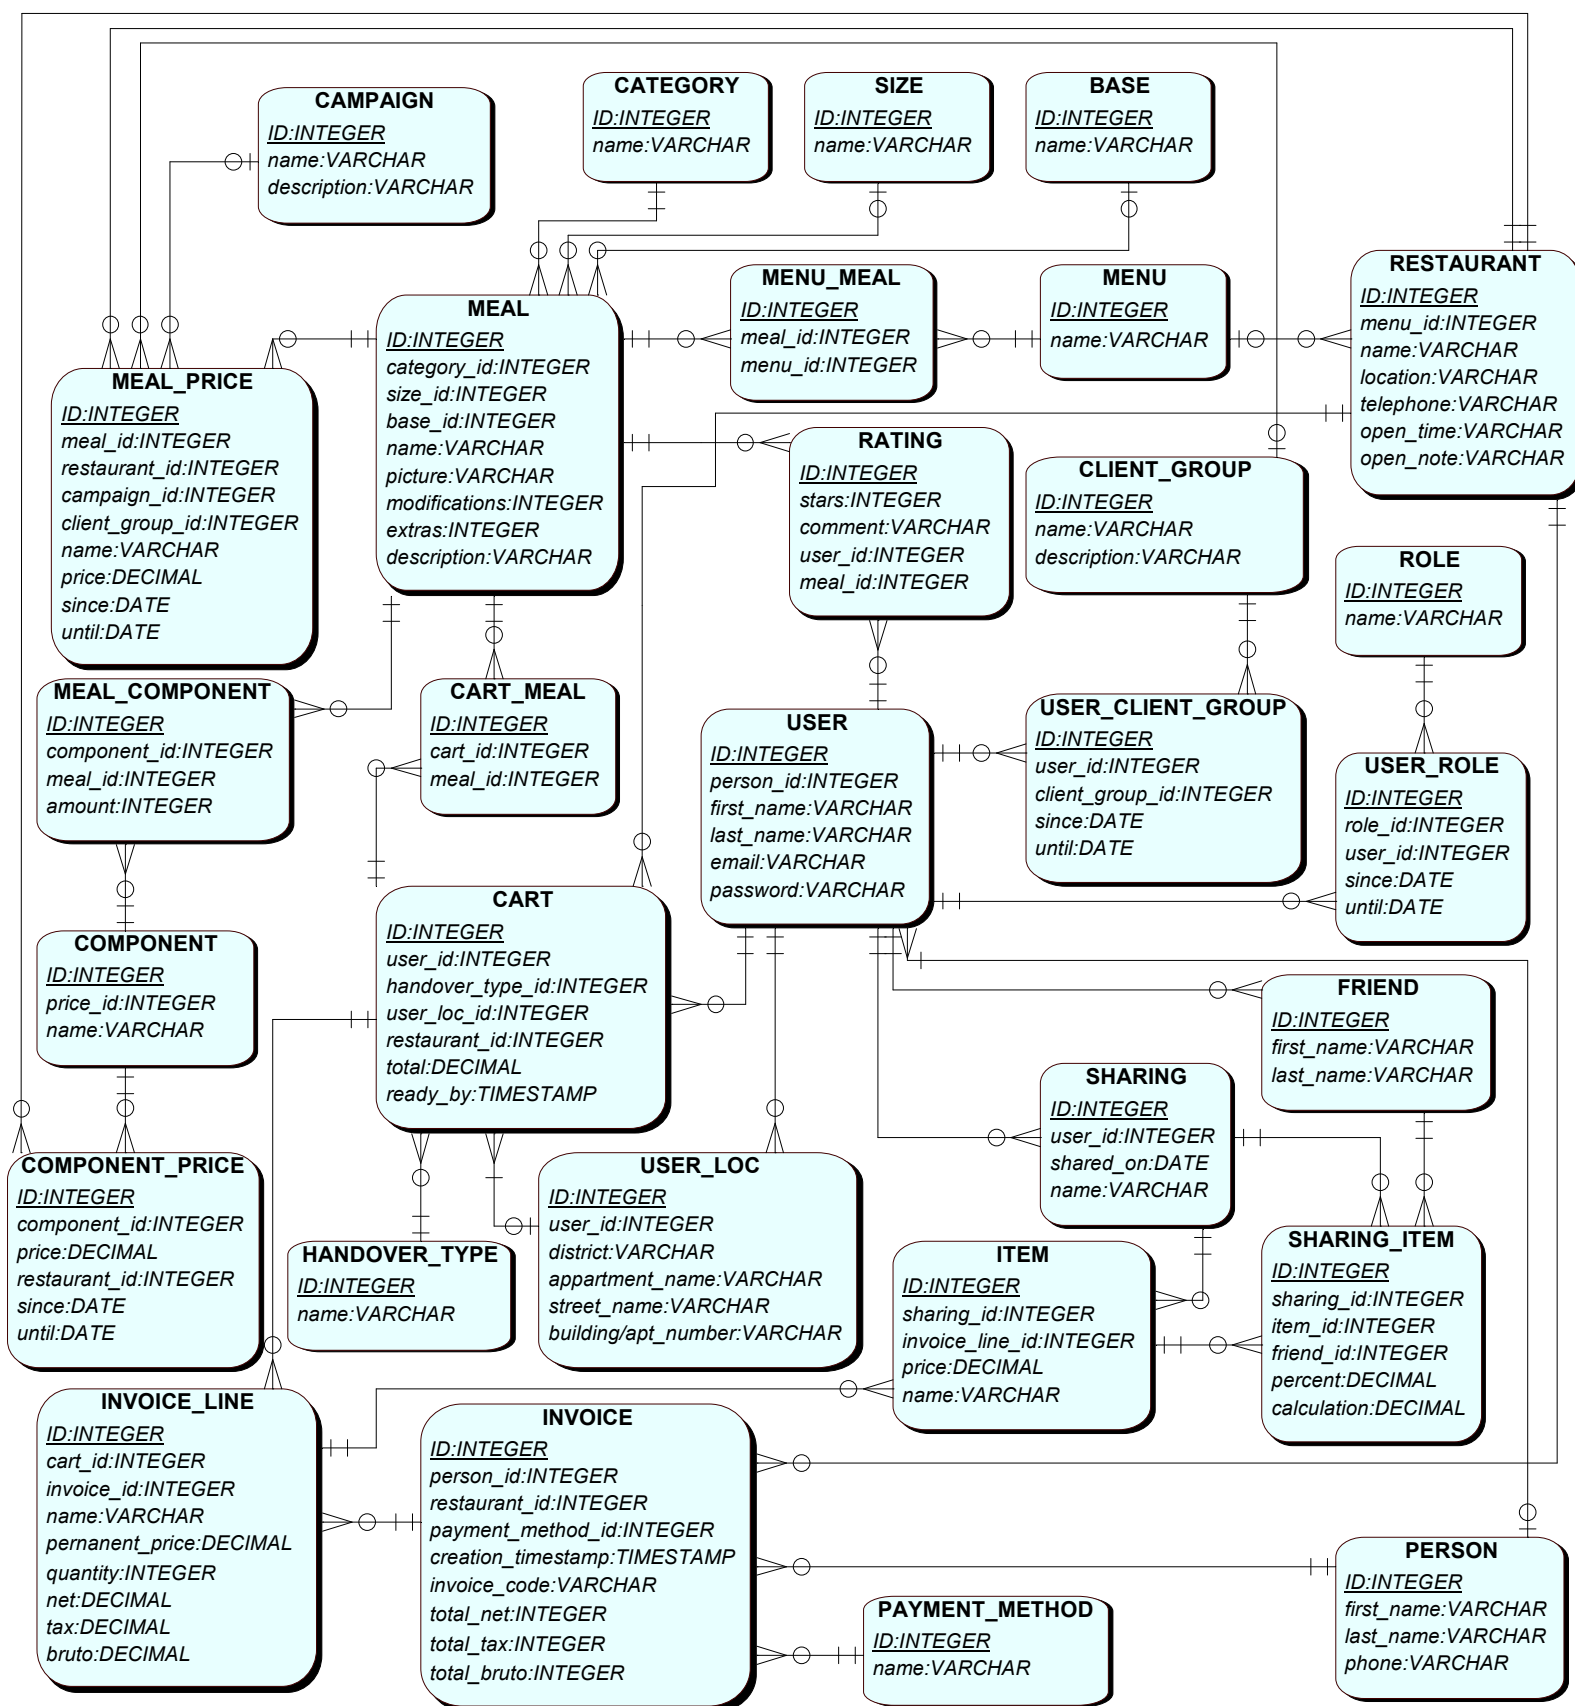 CAMPAIGN
ID:INTEGER
name:VARCHAR
description:VARCHAR
CATEGORY
ID:INTEGER
name:VARCHAR
SIZE
ID:INTEGER
name:VARCHAR
BASE
ID:INTEGER
name:VARCHAR
RESTAURANT
ID:INTEGER
menu_id:INTEGER
name:VARCHAR
location:VARCHAR
telephone:VARCHAR
open_time:VARCHAR
open_note:VARCHAR
MENU_MEAL
ID:INTEGER
meal_id:INTEGER
menu_id:INTEGER
MENU
ID:INTEGER
name:VARCHAR
MEAL
ID:INTEGER
category_id:INTEGER
size_id:INTEGER
base_id:INTEGER
name:VARCHAR
picture:VARCHAR
modifications:INTEGER
extras:INTEGER
description:VARCHAR
MEAL_PRICE
ID:INTEGER
meal_id:INTEGER
restaurant_id:INTEGER
campaign_id:INTEGER
client_group_id:INTEGER
name:VARCHAR
price:DECIMAL
since:DATE
until:DATE
RATING
ID:INTEGER
stars:INTEGER
comment:VARCHAR
user_id:INTEGER
meal_id:INTEGER
CLIENT_GROUP
ID:INTEGER
name:VARCHAR
description:VARCHAR
ROLE
ID:INTEGER
name:VARCHAR
MEAL_COMPONENT
ID:INTEGER
component_id:INTEGER
meal_id:INTEGER
amount:INTEGER
CART_MEAL
ID:INTEGER
cart_id:INTEGER
meal_id:INTEGER
USER
ID:INTEGER
person_id:INTEGER
first_name:VARCHAR
last_name:VARCHAR
email:VARCHAR
password:VARCHAR
USER_CLIENT_GROUP
ID:INTEGER
user_id:INTEGER
client_group_id:INTEGER
since:DATE
until:DATE
USER_ROLE
ID:INTEGER
role_id:INTEGER
user_id:INTEGER
since:DATE
until:DATE
CART
ID:INTEGER
user_id:INTEGER
handover_type_id:INTEGER
user_loc_id:INTEGER
restaurant_id:INTEGER
total:DECIMAL
ready_by:TIMESTAMP
COMPONENT
ID:INTEGER
price_id:INTEGER
name:VARCHAR
FRIEND
ID:INTEGER
first_name:VARCHAR
last_name:VARCHAR
SHARING
ID:INTEGER
user_id:INTEGER
shared_on:DATE
name:VARCHAR
COMPONENT_PRICE
ID:INTEGER
component_id:INTEGER
price:DECIMAL
restaurant_id:INTEGER
since:DATE
until:DATE
USER_LOC
ID:INTEGER
user_id:INTEGER
district:VARCHAR
appartment_name:VARCHAR
street_name:VARCHAR
building/apt_number:VARCHAR
HANDOVER_TYPE
ID:INTEGER
name:VARCHAR
ITEM
ID:INTEGER
sharing_id:INTEGER
invoice_line_id:INTEGER
price:DECIMAL
name:VARCHAR
SHARING_ITEM
ID:INTEGER
sharing_id:INTEGER
item_id:INTEGER
friend_id:INTEGER
percent:DECIMAL
calculation:DECIMAL
INVOICE_LINE
ID:INTEGER
cart_id:INTEGER
invoice_id:INTEGER
name:VARCHAR
pernanent_price:DECIMAL
quantity:INTEGER
net:DECIMAL
tax:DECIMAL
bruto:DECIMAL
INVOICE
ID:INTEGER
person_id:INTEGER
restaurant_id:INTEGER
payment_method_id:INTEGER
creation_timestamp:TIMESTAMP
invoice_code:VARCHAR
total_net:INTEGER
total_tax:INTEGER
total_bruto:INTEGER
PAYMENT_METHOD
ID:INTEGER
name:VARCHAR
PERSON
ID:INTEGER
first_name:VARCHAR
last_name:VARCHAR
phone:VARCHAR